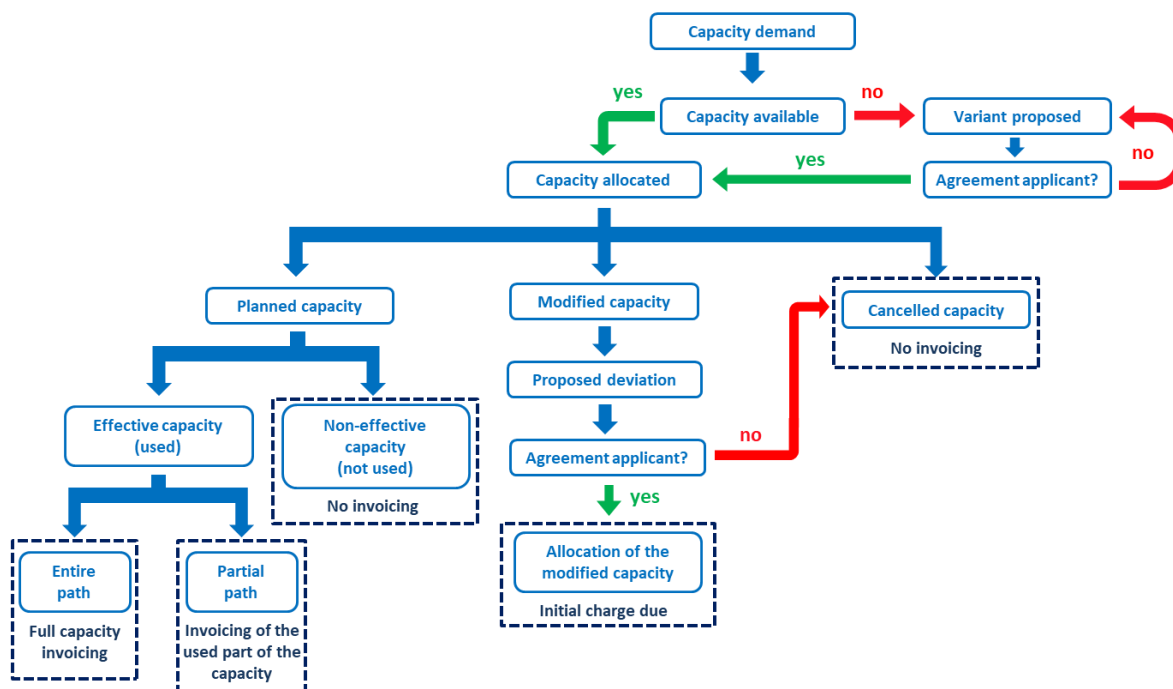 Capacity demand
yes
Capacity available
no
Variant proposed
Capacity allocated
yes
Agreement applicant?
no
Planned capacity
Modified capacity
Cancelled capacity
No invoicing
Proposed deviation
Effective capacity
(used)
Non-effective
capacity
(not used)
No invoicing
Agreement applicant?
no
yes
Entire
path
Full capacity
invoicing
Partial
path
Invoicing of the
used part of the
capacity
Allocation of the
modified capacity
Initial charge due